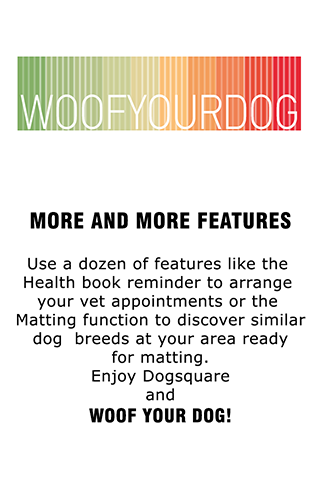 WOOFYOURDOG
MORE AND MORE FEATURES
Use a dozen of features like the
Health book reminder to arrange
your vet appointments or the
Matting function to discover similar
dog breeds at your area ready
for matting.
Enjoy Dogsquare
and
WOOF YOUR DOG!